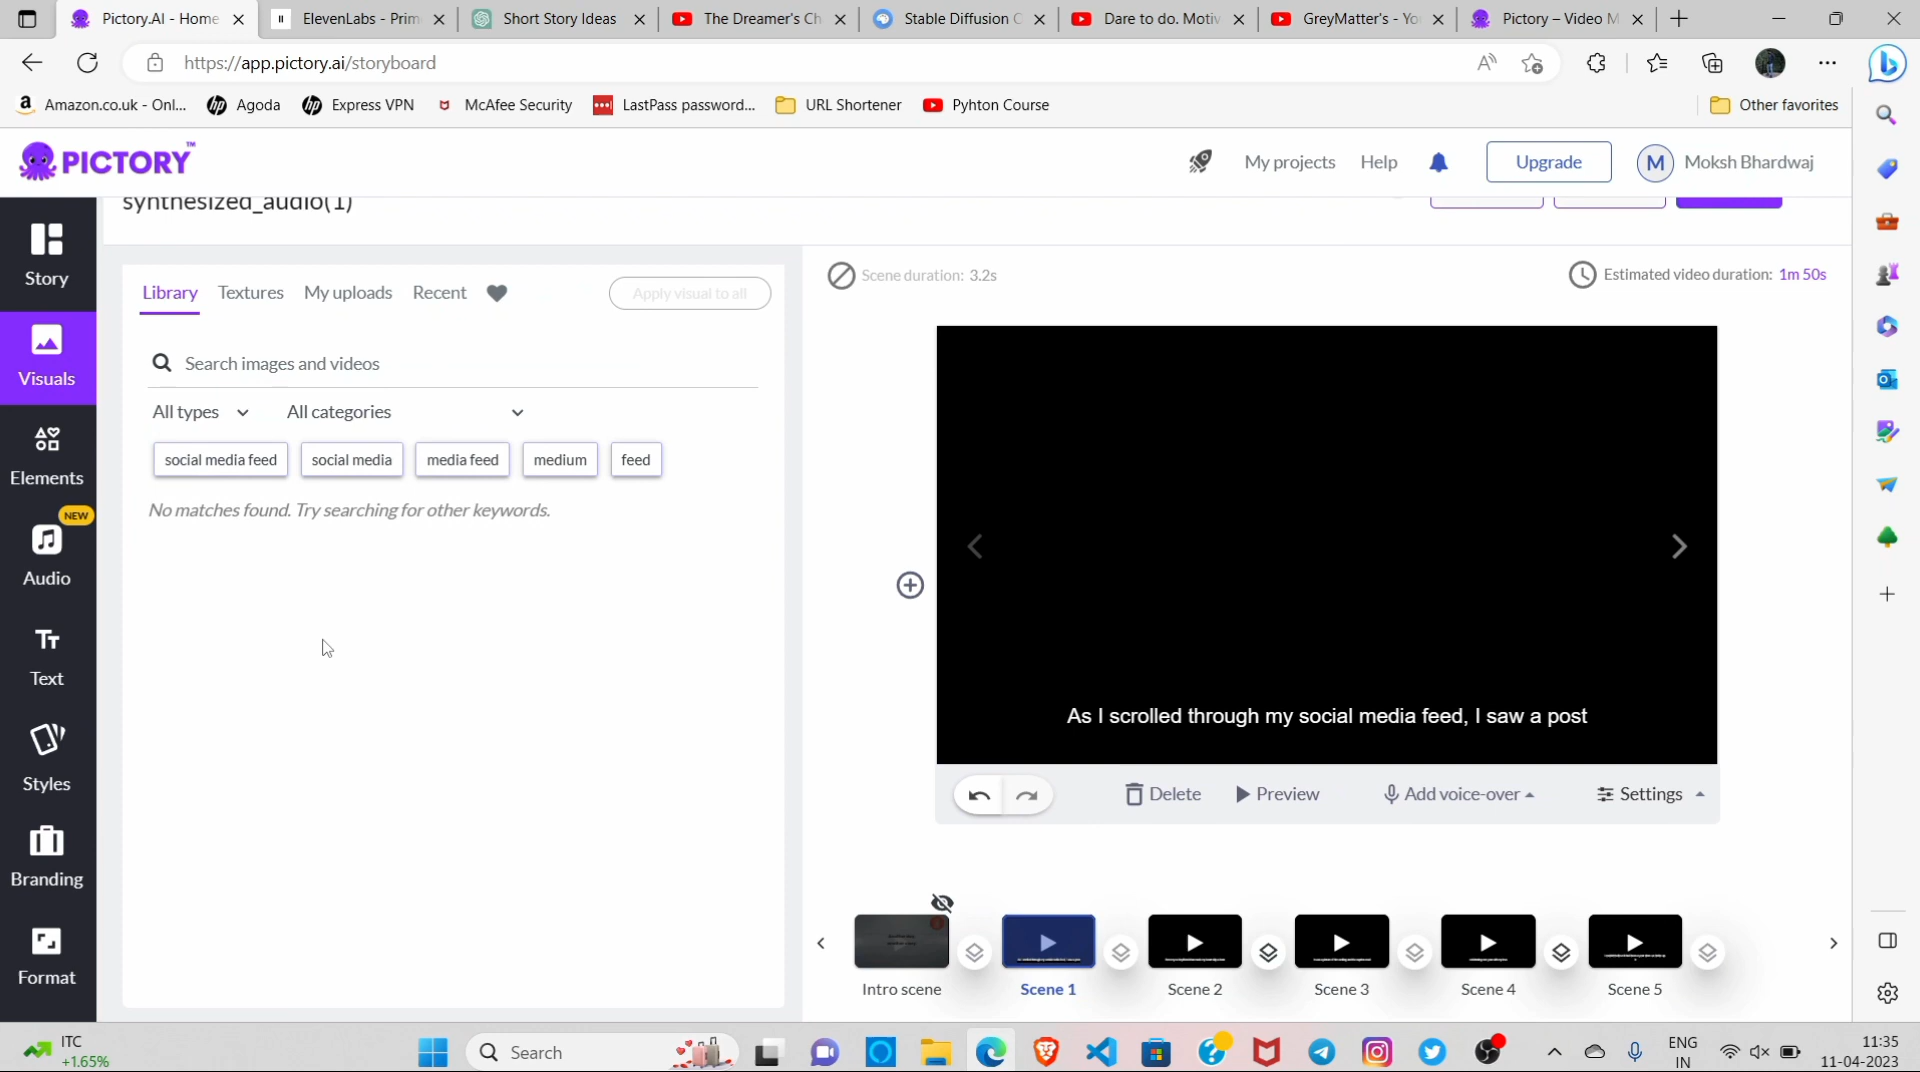 Pictory.AI - Home
ElevenLabs - Prim
Short Story Ideas
The Dreamer's Ch
Stable Diffusion
Dare to do. Motiv
GreyMatter's - Yo
Pictory – Video M
https://app.pictory.ai/storyboard
Amazon.co.uk - Onl...
Agoda
Express VPN
McAfee Security
LastPass password...
URL Shortener
Pyhton Course
Other favorites
PICTORY™
My projects
Help
Upgrade
M
Moksh Bhardwaj
synthesized_audio(1)
Story
Visuals
Elements
NEW
Audio
Text
Styles
Branding
Format
Library
Textures
My uploads
Recent
Apply visual to all
Search images and videos
All types
All categories
social media feed
social media
media feed
medium
feed
No matches found. Try searching for other keywords.
Scene duration: 3.2s
Estimated video duration: 1m 50s
As I scrolled through my social media feed, I saw a post
Delete
Preview
Add voice-over
Settings
Intro scene
Scene 1
Scene 2
Scene 3
Scene 4
Scene 5
ITC
+1.65%
Search
ENG
IN
11:35
11-04-2023